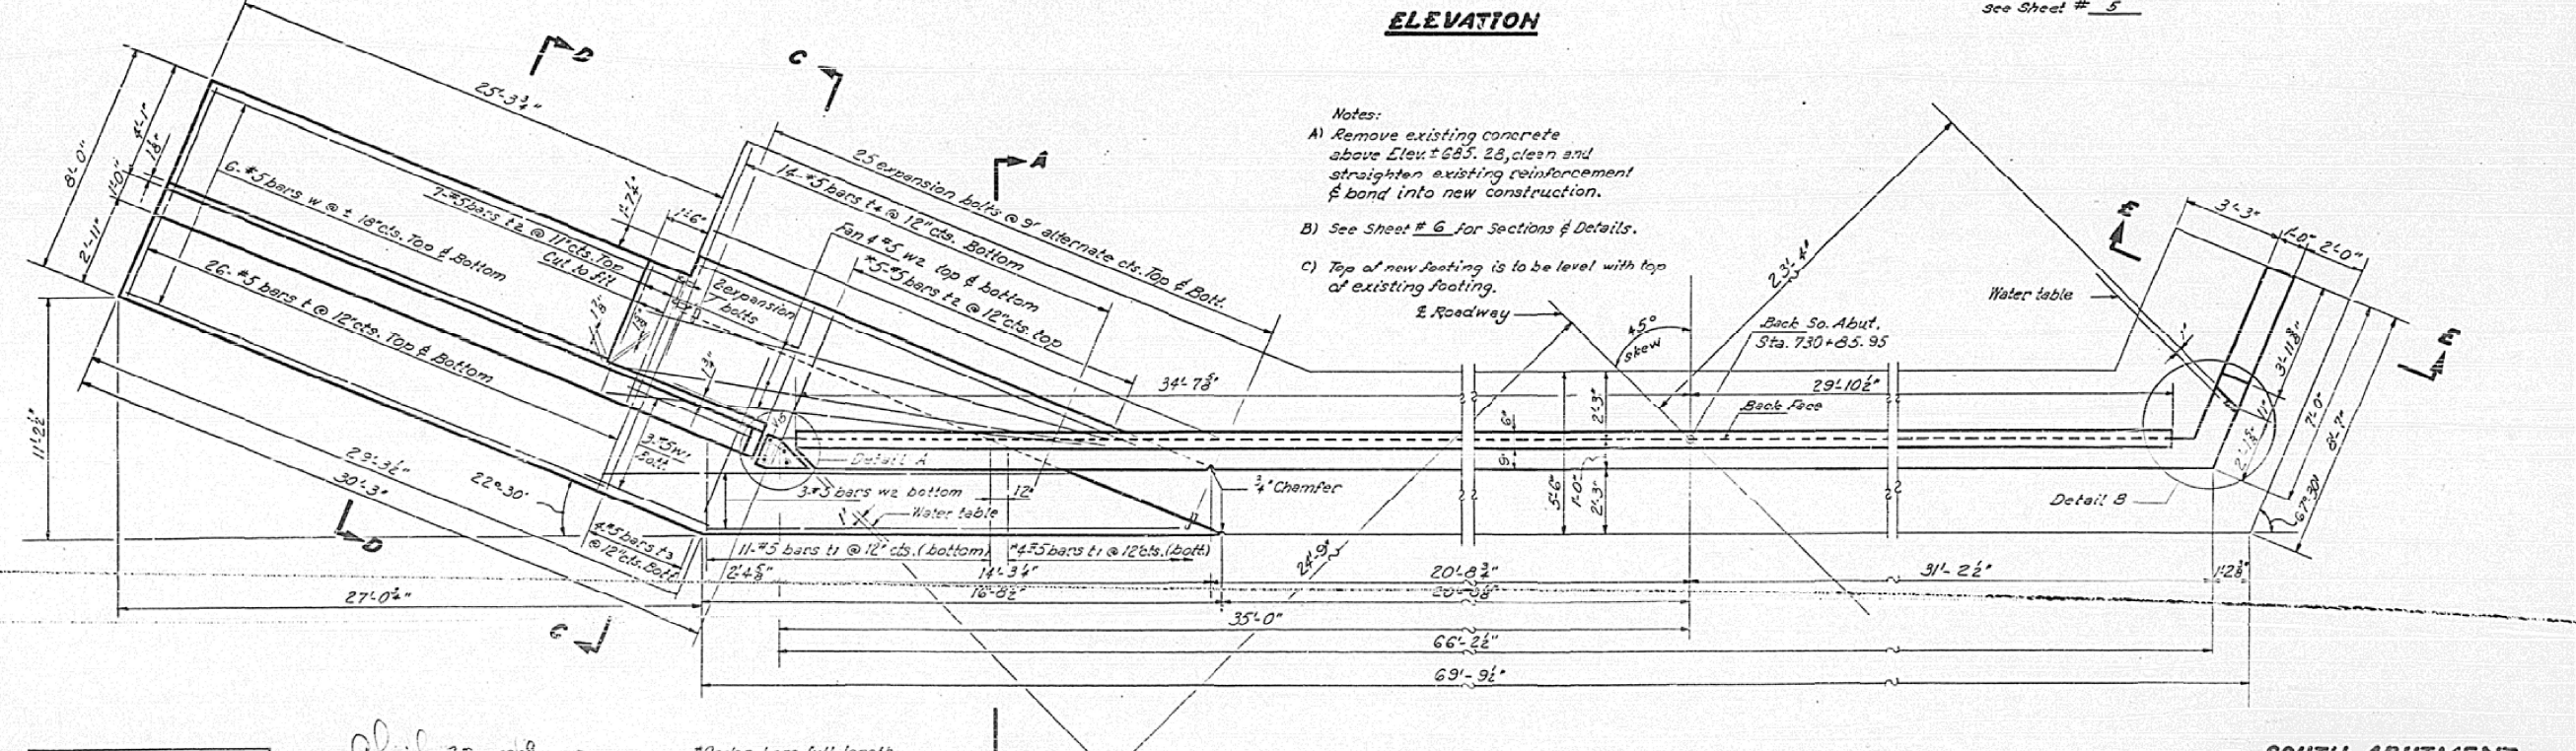 ELEVATION
See Sheet # 5
Notes:
A) Remove existing concrete
above Elev. ±685.28, clean and
straighten existing reinforcement
& bond into new construction.
B) See Sheet # 6 for Sections & Details.
C) Top of new footing is to be level with top
of existing footing.
D
C
A
25'-3¾"
8'-0"
4'-1"
1'-0"
2'-11"
6-#5 bars w @ ± 18" cts. Top & Bottom
7-#5 bars t2 @ 11" cts. Top
Cut to fit
26-#5 bars t @ 12" cts. Top & Bottom
1'-7¼"
1'-6"
25 expansion bolts @ 9" alternate cts. Top & Bott.
14-#5 bars t4 @ 12" cts. Bottom
Fan 4 #5 w2 top & bottom
*5-#5 bars t2 @ 12" cts. top
2 expansion
bolts
34'-7⅝"
℄ Roadway
45°
skew
23'-4"
Back So. Abut.
Sta. 730+85.95
29'-10½"
Back Face
Water table
E
3'-3"
1'-0"
2'-0"
3'-11⅜"
E
7'-0"
8'-7"
67°-30'
Detail B
6"
9"
2'-3"
5'-6"
1'-0"
2'-3"
11'-2½"
29'-3½"
30'-3"
22°-30'
Bott
Detail A
3-#5 bars w2 bottom
12"
Water table
¾" Chamfer
D
4-#5 bars t3
@ 12" cts. Bott
11-#5 bars t1 @ 12" cts. (bottom)
*4-#5 bars t1 @ 12" cts. (bott)
24'-9"
2'-4⅝"
14'-3¼"
20'-8¾"
31'-2½"
1'-2⅜"
27'-0¾"
16'-8½"
35'-0"
C
66'-2½"
69'-9½"
SOUTH ABUTMENT